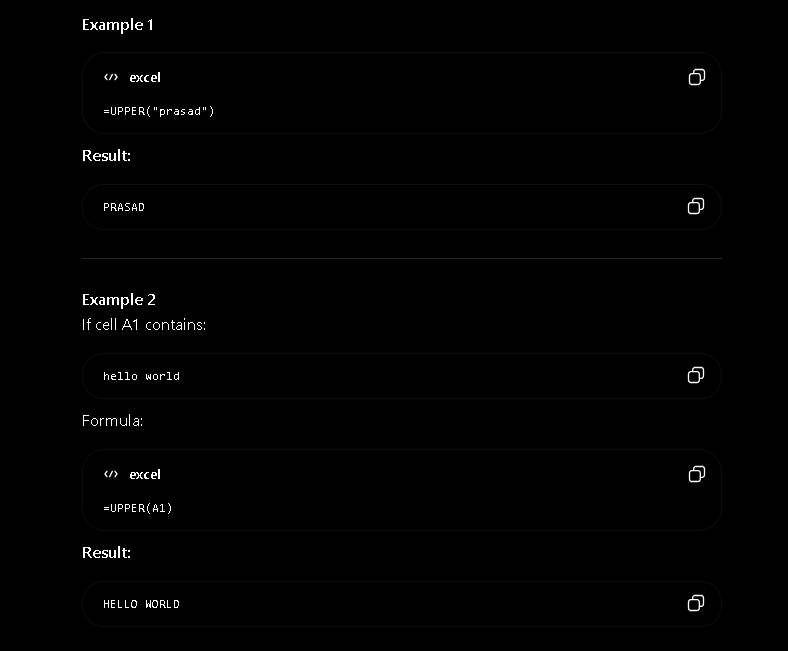 Example 1
excel
=UPPER("prasad")
Result:
PRASAD
Example 2
If cell A1 contains:
hello world
Formula:
excel
=UPPER(A1)
Result:
HELLO WORLD